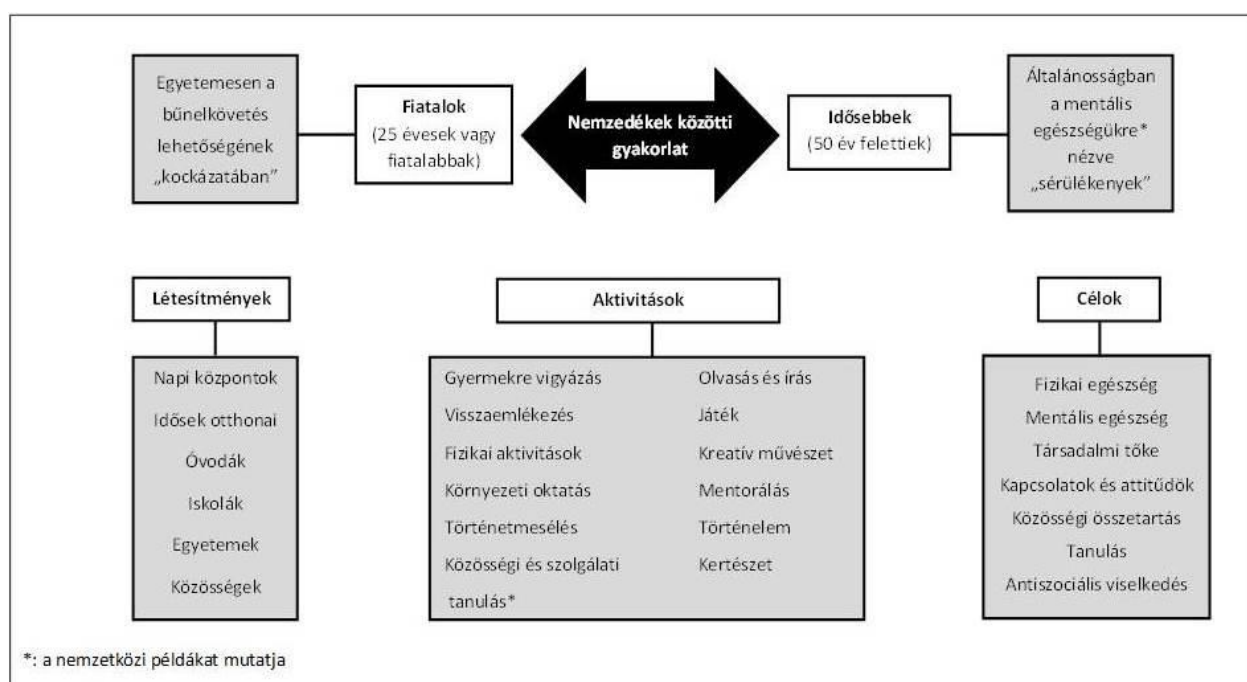 Egyetemesen a
bűnelkövetés
lehetőségének
„kockázatában”
Fiatalok
(25 évesek vagy
fiatalabbak)
Nemzedékek közötti
gyakorlat
Idősebbek
(50 év felettiek)
Általánosságban
a mentális
egészségükre*
nézve
„sérülékenyek”
Létesítmények
Napi központok
Idősek otthonai
Óvodák
Iskolák
Egyetemek
Közösségek
Aktivitások
Gyermekre vigyázás
Visszaemlékezés
Fizikai aktivitások
Környezeti oktatás
Történetmesélés
Közösségi és szolgálati
tanulás*
Olvasás és írás
Játék
Kreatív művészet
Mentorálás
Történelem
Kertészet
Célok
Fizikai egészség
Mentális egészség
Társadalmi tőke
Kapcsolatok és attitűdök
Közösségi összetartás
Tanulás
Antiszociális viselkedés
*: a nemzetközi példákat mutatja